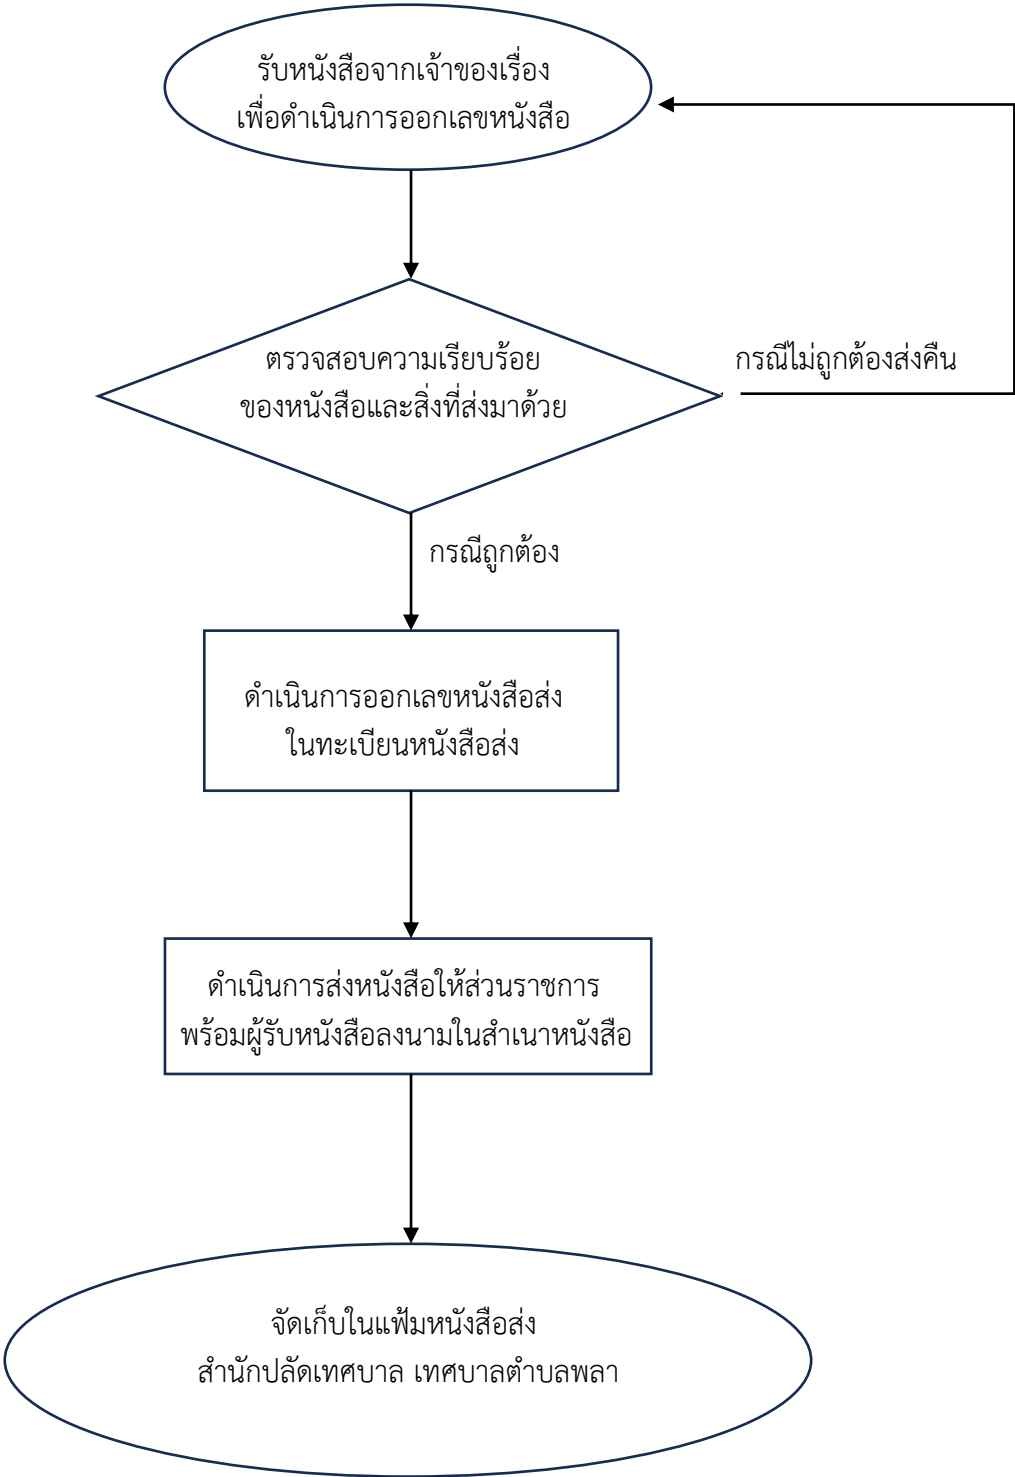 รับหนังสือจากเจ้าของเรื่อง
เพื่อดำเนินการออกเลขหนังสือ
ตรวจสอบความเรียบร้อย
ของหนังสือและสิ่งที่ส่งมาด้วย
กรณีไม่ถูกต้องส่งคืน
กรณีถูกต้อง
ดำเนินการออกเลขหนังสือส่ง
ในทะเบียนหนังสือส่ง
ดำเนินการส่งหนังสือให้ส่วนราชการ
พร้อมผู้รับหนังสือลงนามในสำเนาหนังสือ
จัดเก็บในแฟ้มหนังสือส่ง
สำนักปลัดเทศบาล เทศบาลตำบลพลา